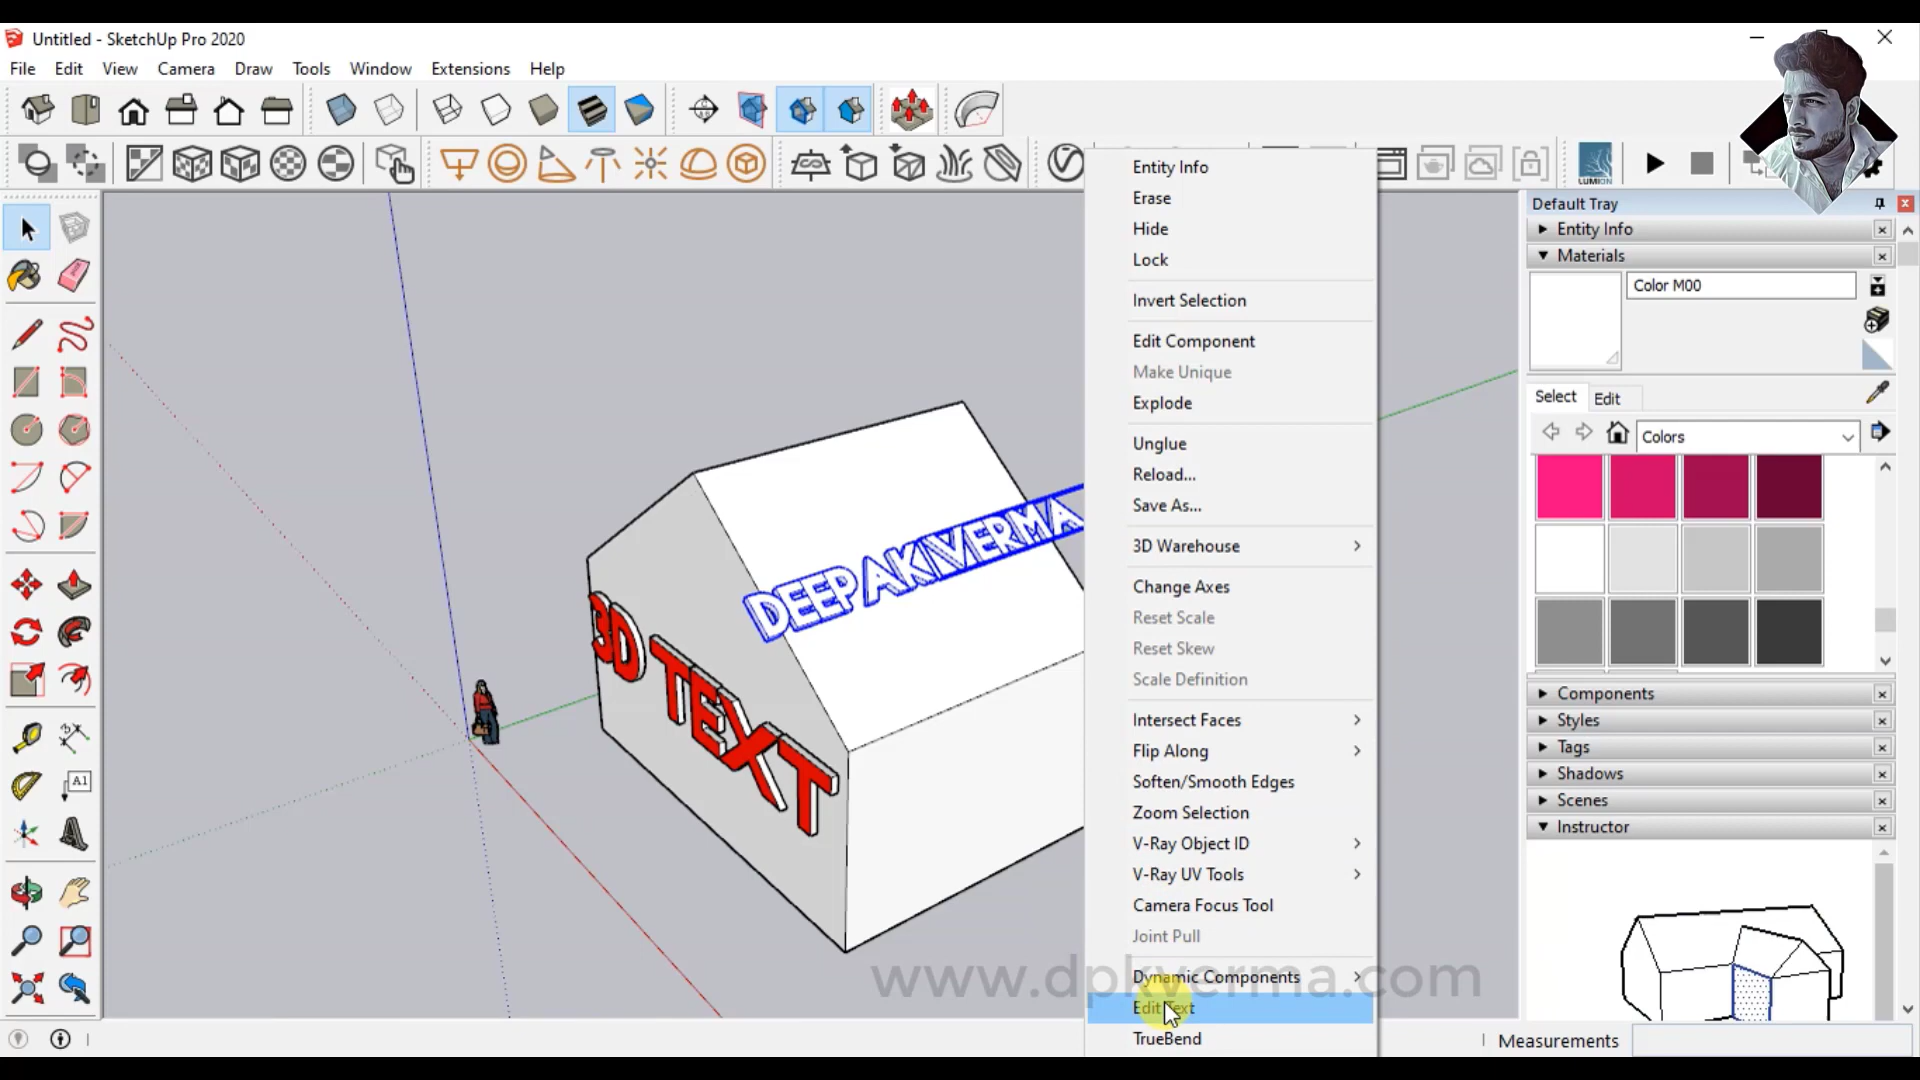 Untitled - SketchUp Pro 2020
File Edit View Camera Draw Tools Window Extensions Help
LUMION
Default Tray
Entity Info
Materials
Color M00
Select Edit
Colors
Components
Styles
Tags
Shadows
Scenes
Instructor
Entity Info
Erase
Hide
Lock
Invert Selection
Edit Component
Make Unique
Explode
Unglue
Reload...
Save As...
3D Warehouse
Change Axes
Reset Scale
Reset Skew
Scale Definition
Intersect Faces
Flip Along
Soften/Smooth Edges
Zoom Selection
V-Ray Object ID
V-Ray UV Tools
Camera Focus Tool
Joint Pull
Dynamic Components
Edit Text
TrueBend
DEEPAK VERMA
3D TEXT
A1
www.dpkverma.com
Measurements